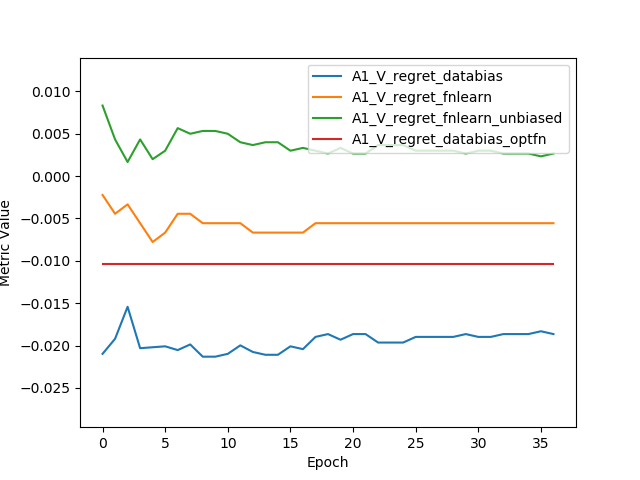 A1_V_regret_databias
A1_V_regret_fnlearn
A1_V_regret_fnlearn_unbiased
A1_V_regret_databias_optfn
Metric Value
0.010
0.005
0.000
−0.005
−0.010
−0.015
−0.020
−0.025
0 5 10 15 20 25 30 35
Epoch